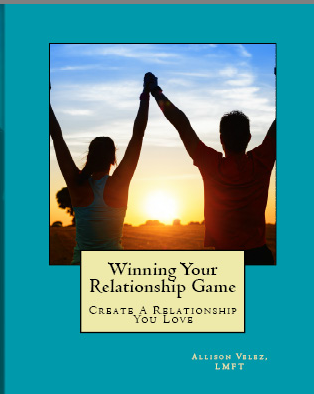 Winning Your
Relationship Game
Create A Relationship
You Love
Allison Velez,
LMFT